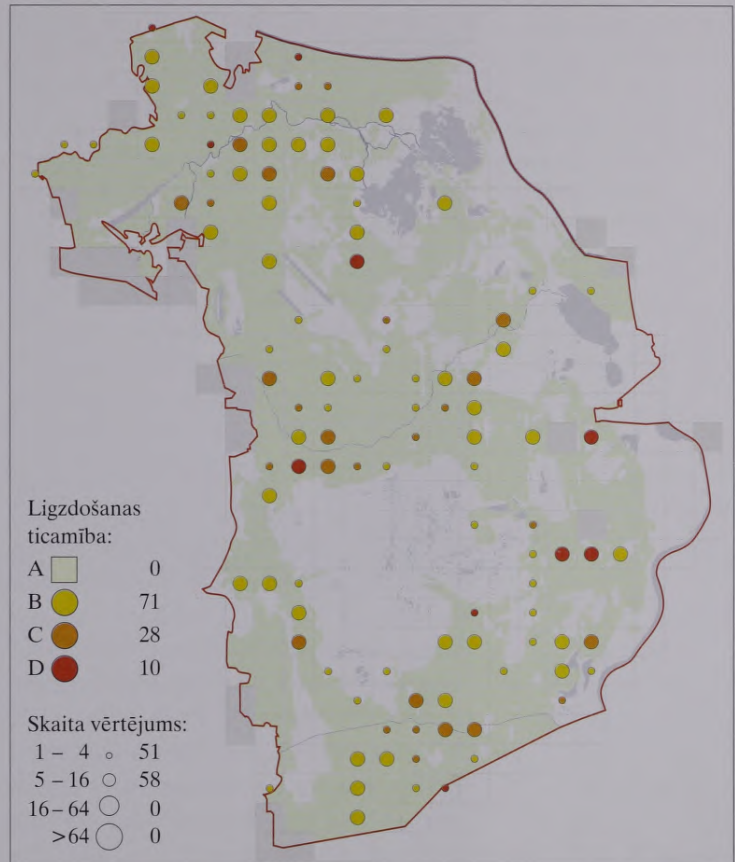 Ligzdošanas
ticamība:
A 0
B 71
C 28
D 10
Skaita vērtējums:
1 – 4 51
5 – 16 58
16 – 64 0
>64 0